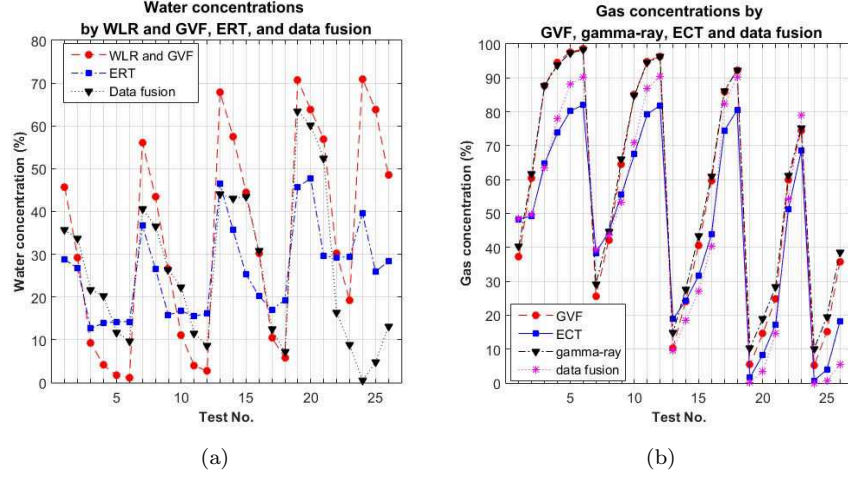 Water concentrations
by WLR and GVF, ERT, and data fusion
80
70
60
50
40
30
20
10
0
Water concentration (%)
WLR and GVF
ERT
Data fusion
5
10
15
20
25
Test No.
(a)
Gas concentrations by
GVF, gamma-ray, ECT and data fusion
100
90
80
70
60
50
40
30
20
10
0
Gas concentration (%)
GVF
ECT
gamma-ray
data fusion
5
10
15
20
25
Test No.
(b)